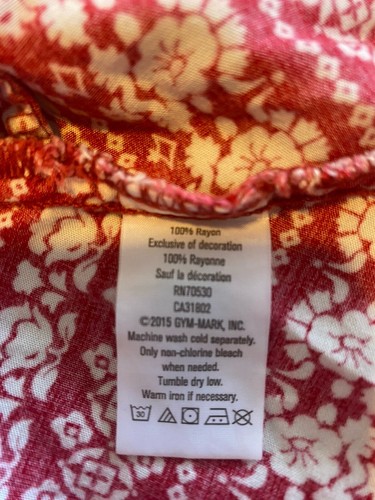 100% Rayon
Exclusive of decoration
100% Rayonne
Sauf la décoration
RN70530
CA31802
©2015 GYM-MARK, INC.
Machine wash cold separately.
Only non-chlorine bleach
when needed.
Tumble dry low.
Warm iron if necessary.
30